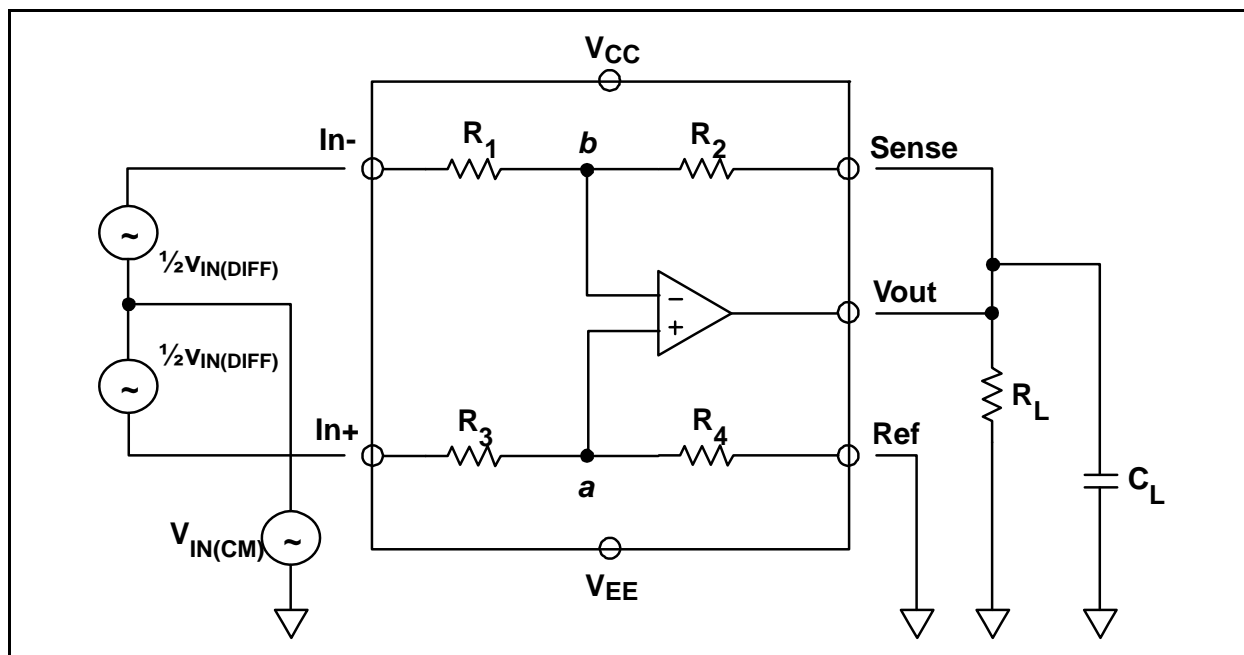 VCC
In-
R1
b
R2
Sense
~
½vIN(DIFF)
−
Vout
+
½vIN(DIFF)
~
RL
In+
R3
R4
Ref
a
CL
VIN(CM)
~
VEE